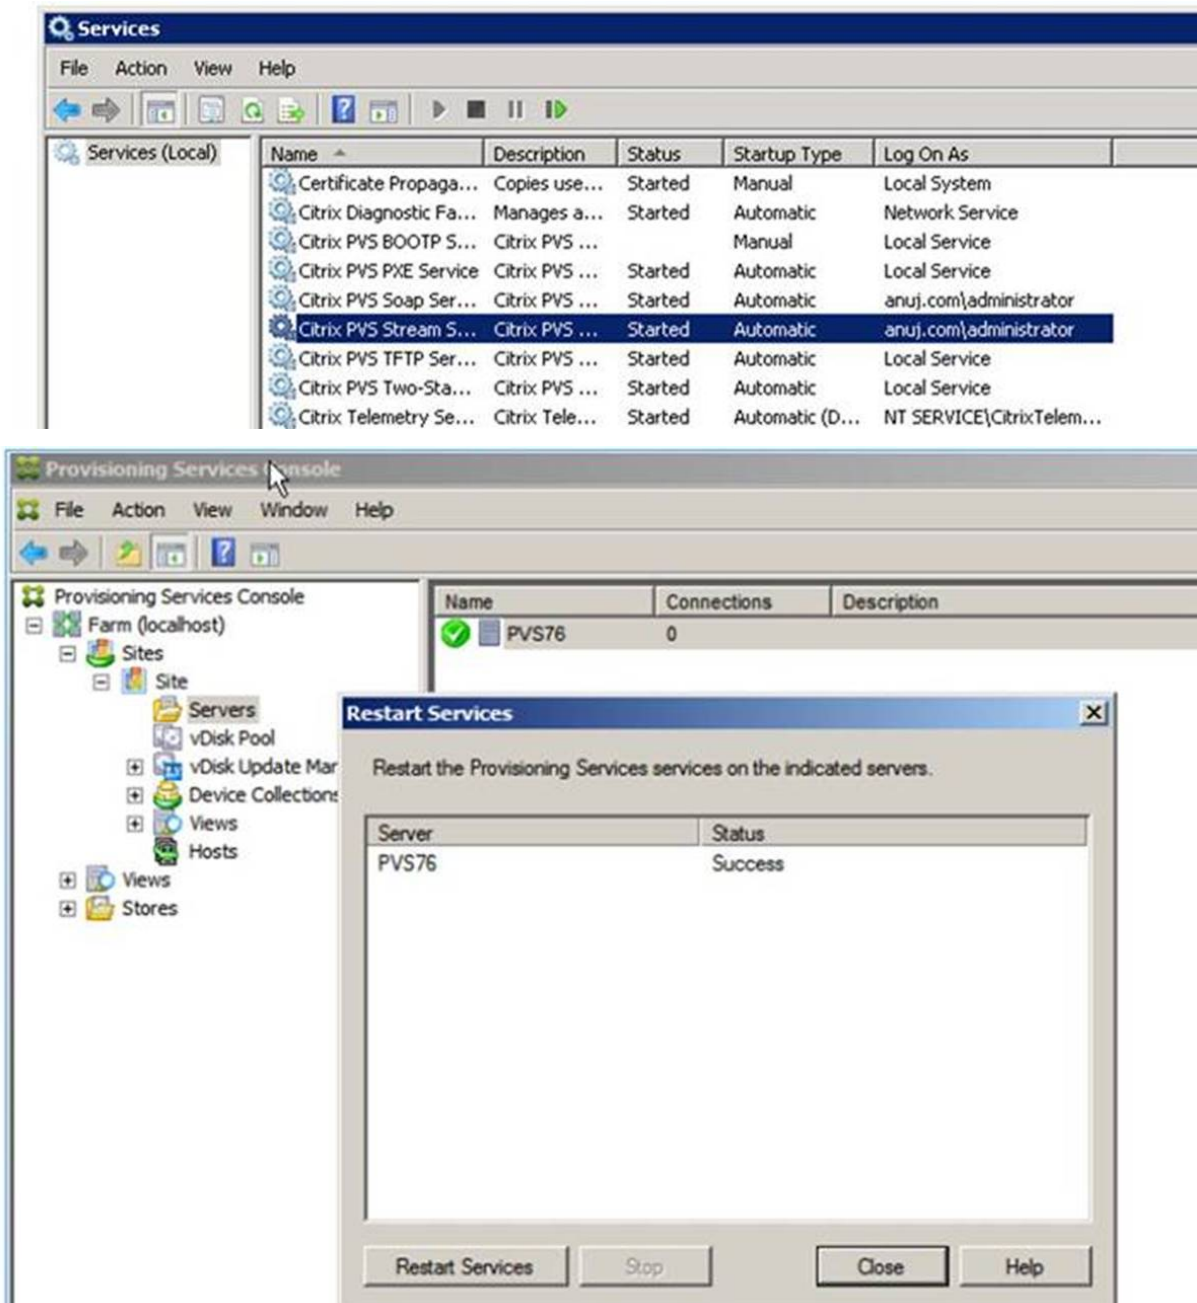 Services
File Action View Help
Services (Local)
Name Description Status Startup Type Log On As
Certificate Propaga... Copies use... Started Manual Local System
Citrix Diagnostic Fa... Manages a... Started Automatic Network Service
Citrix PVS BOOTP S... Citrix PVS ... Manual Local Service
Citrix PVS PXE Service Citrix PVS ... Started Automatic Local Service
Citrix PVS Soap Ser... Citrix PVS ... Started Automatic anuj.com\administrator
Citrix PVS Stream S... Citrix PVS ... Started Automatic anuj.com\administrator
Citrix PVS TFTP Ser... Citrix PVS ... Started Automatic Local Service
Citrix PVS Two-Sta... Citrix PVS ... Started Automatic Local Service
Citrix Telemetry Se... Citrix Tele... Started Automatic (D... NT SERVICE\CitrixTelem...
Provisioning Services Console
File Action View Window Help
Provisioning Services Console
Farm (localhost)
Sites
Site
Servers
vDisk Pool
vDisk Update Mar
Device Collections
Views
Hosts
Views
Stores
Name Connections Description
PVS76 0
Restart Services
Restart the Provisioning Services services on the indicated servers.
Server Status
PVS76 Success
Restart Services Stop Close Help